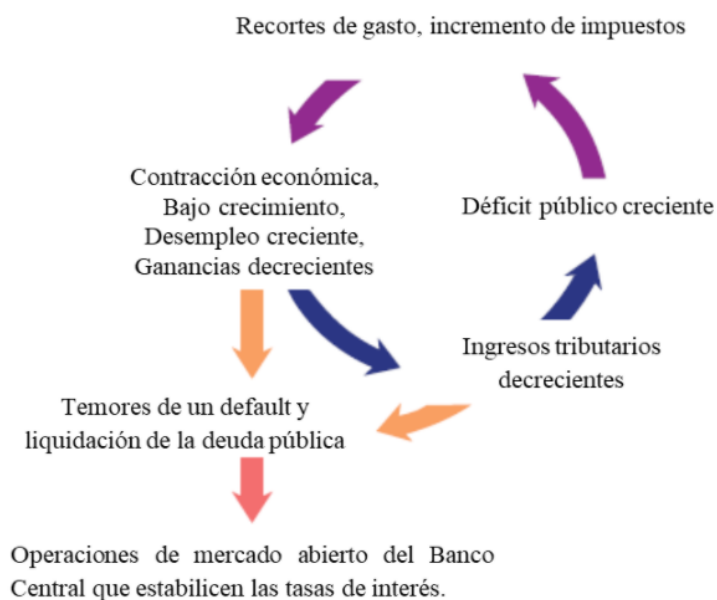 Recortes de gasto, incremento de impuestos
Contracción económica,
Bajo crecimiento,
Desempleo creciente,
Ganancias decrecientes
Déficit público creciente
Ingresos tributarios
decrecientes
Temores de un default y
liquidación de la deuda pública
Operaciones de mercado abierto del Banco
Central que estabilicen las tasas de interés.